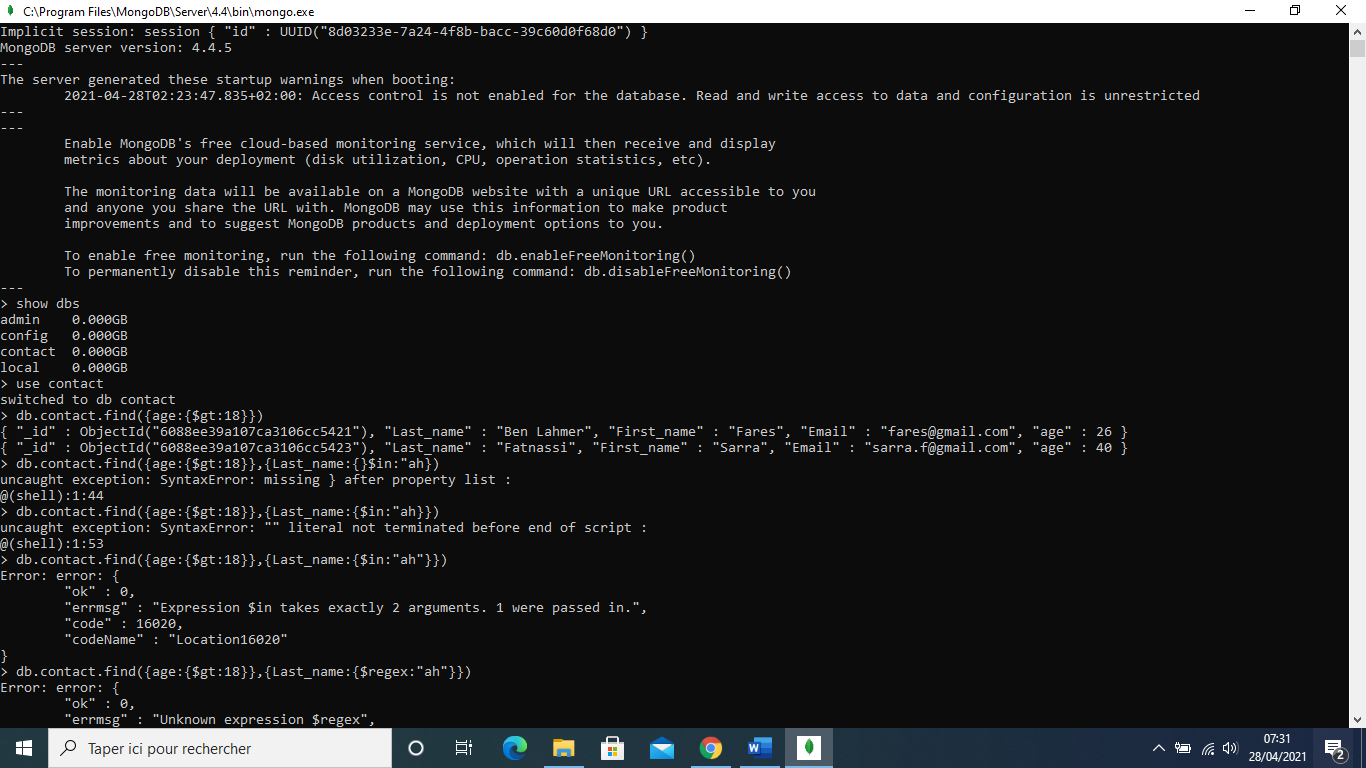 C:\Program Files\MongoDB\Server\4.4\bin\mongo.exe
Implicit session: session { "id" : UUID("8d03233e-7a24-4f8b-bacc-39c60d0f68d0") }
MongoDB server version: 4.4.5
---
The server generated these startup warnings when booting:
        2021-04-28T02:23:47.835+02:00: Access control is not enabled for the database. Read and write access to data and configuration is unrestricted
---
---
        Enable MongoDB's free cloud-based monitoring service, which will then receive and display
        metrics about your deployment (disk utilization, CPU, operation statistics, etc).

        The monitoring data will be available on a MongoDB website with a unique URL accessible to you
        and anyone you share the URL with. MongoDB may use this information to make product
        improvements and to suggest MongoDB products and deployment options to you.

        To enable free monitoring, run the following command: db.enableFreeMonitoring()
        To permanently disable this reminder, run the following command: db.disableFreeMonitoring()
---
> show dbs
admin    0.000GB
config   0.000GB
contact  0.000GB
local    0.000GB
> use contact
switched to db contact
> db.contact.find({age:{$gt:18}})
{ "_id" : ObjectId("6088ee39a107ca3106cc5421"), "Last_name" : "Ben Lahmer", "First_name" : "Fares", "Email" : "fares@gmail.com", "age" : 26 }
{ "_id" : ObjectId("6088ee39a107ca3106cc5423"), "Last_name" : "Fatnassi", "First_name" : "Sarra", "Email" : "sarra.f@gmail.com", "age" : 40 }
> db.contact.find({age:{$gt:18}},{Last_name:{}$in:"ah})
uncaught exception: SyntaxError: missing } after property list :
@(shell):1:44
> db.contact.find({age:{$gt:18}},{Last_name:{$in:"ah}})
uncaught exception: SyntaxError: "" literal not terminated before end of script :
@(shell):1:53
> db.contact.find({age:{$gt:18}},{Last_name:{$in:"ah"}})
Error: error: {
        "ok" : 0,
        "errmsg" : "Expression $in takes exactly 2 arguments. 1 were passed in.",
        "code" : 16020,
        "codeName" : "Location16020"
}
> db.contact.find({age:{$gt:18}},{Last_name:{$regex:"ah"}})
Error: error: {
        "ok" : 0,
        "errmsg" : "Unknown expression $regex",
Taper ici pour rechercher
W
07:31
28/04/2021
2